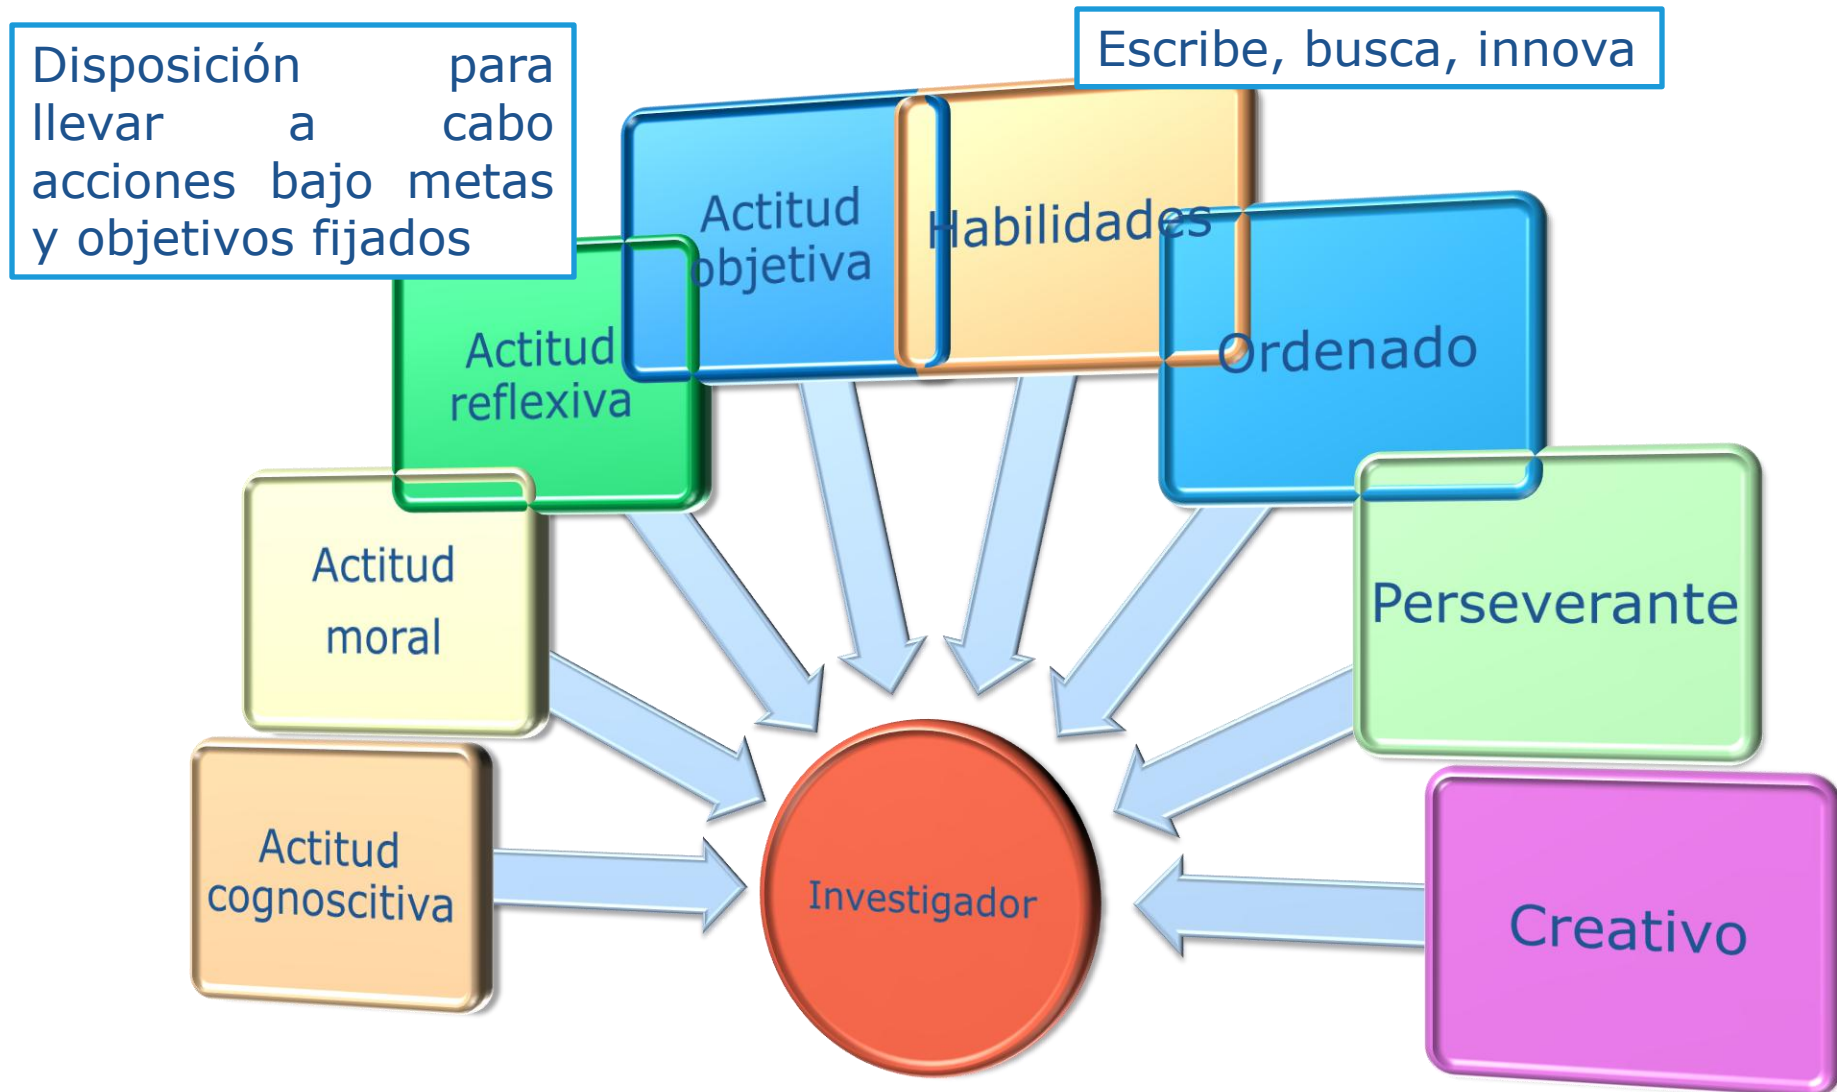 Disposición para
llevar a cabo
acciones bajo metas
y objetivos fijados
Escribe, busca, innova
Actitud
objetiva
Habilidades
Actitud
reflexiva
Ordenado
Actitud
moral
Perseverante
Actitud
cognoscitiva
Investigador
Creativo